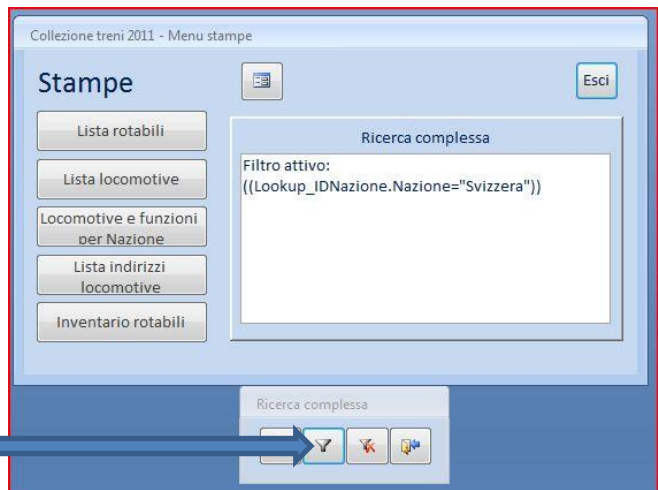 Collezione treni 2011 - Menu stampe
Stampe
Esci
Lista rotabili
Lista locomotive
Locomotive e funzioni
per Nazione
Lista indirizzi
locomotive
Inventario rotabili
Ricerca complessa
Filtro attivo:
((Lookup_IDNazione.Nazione="Svizzera"))
Ricerca complessa